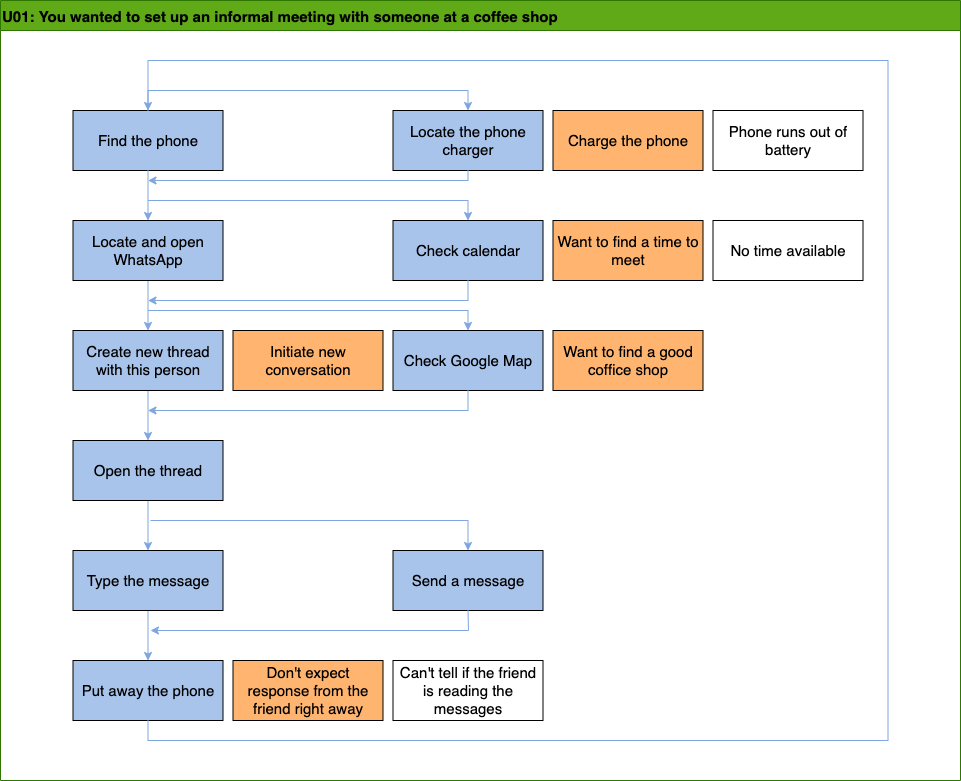 U01: You wanted to set up an informal meeting with someone at a coffee shop
Find the phone
Locate the phone
charger
Charge the phone
Phone runs out of
battery
Locate and open
WhatsApp
Check calendar
Want to find a time to
meet
No time available
Create new thread
with this person
Initiate new
conversation
Check Google Map
Want to find a good
coffice shop
Open the thread
Type the message
Send a message
Put away the phone
Don't expect
response from the
friend right away
Can't tell if the friend
is reading the
messages